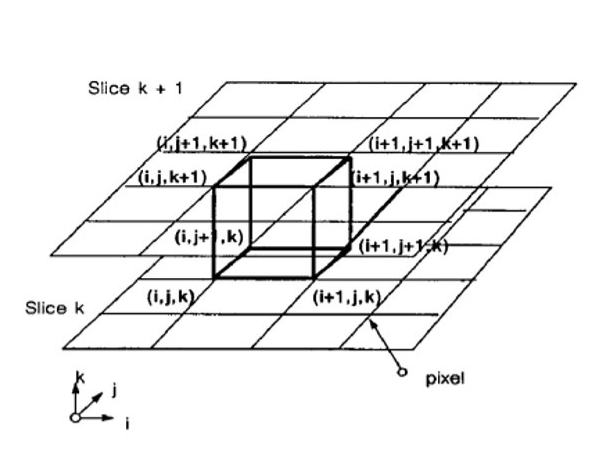 Slice k + 1
(i,j+1,k+1) (i+1,j+1,k+1)
(i,j,k+1) (i+1,j,k+1)
(i,j+1,k) (i+1,j+1,k)
(i,j,k) (i+1,j,k)
Slice k
pixel
k
j
i